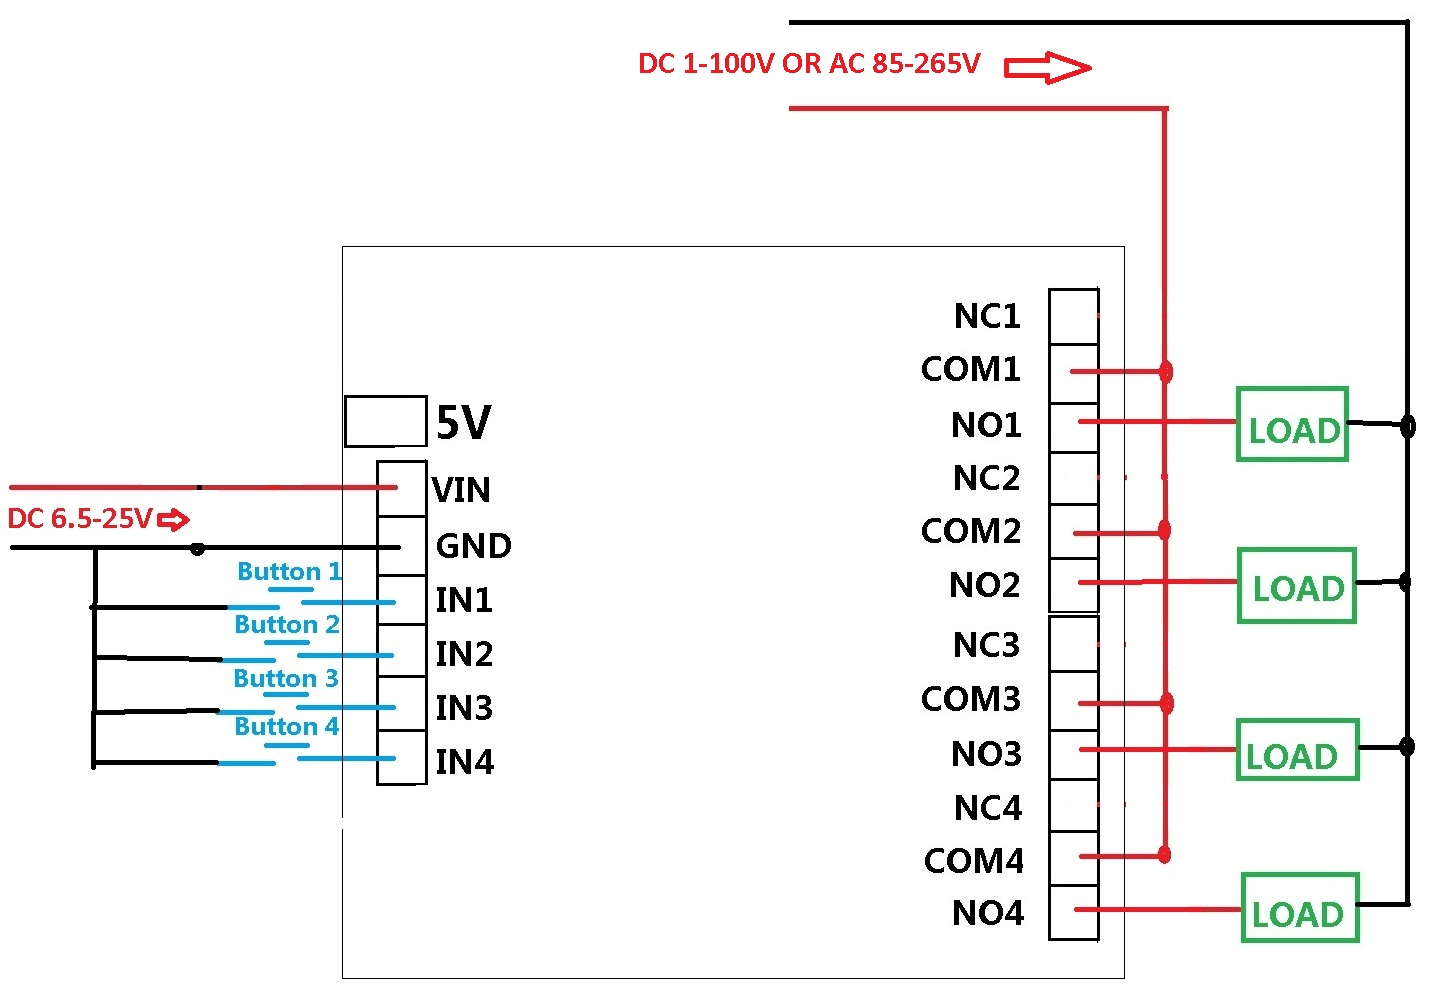 DC 1-100V OR AC 85-265V
NC1
COM1
NO1
LOAD
5V
NC2
VIN
DC 6.5-25V
COM2
GND
Button 1
NO2
LOAD
IN1
Button 2
IN2
NC3
Button 3
COM3
IN3
Button 4
NO3
LOAD
IN4
NC4
COM4
NO4
LOAD